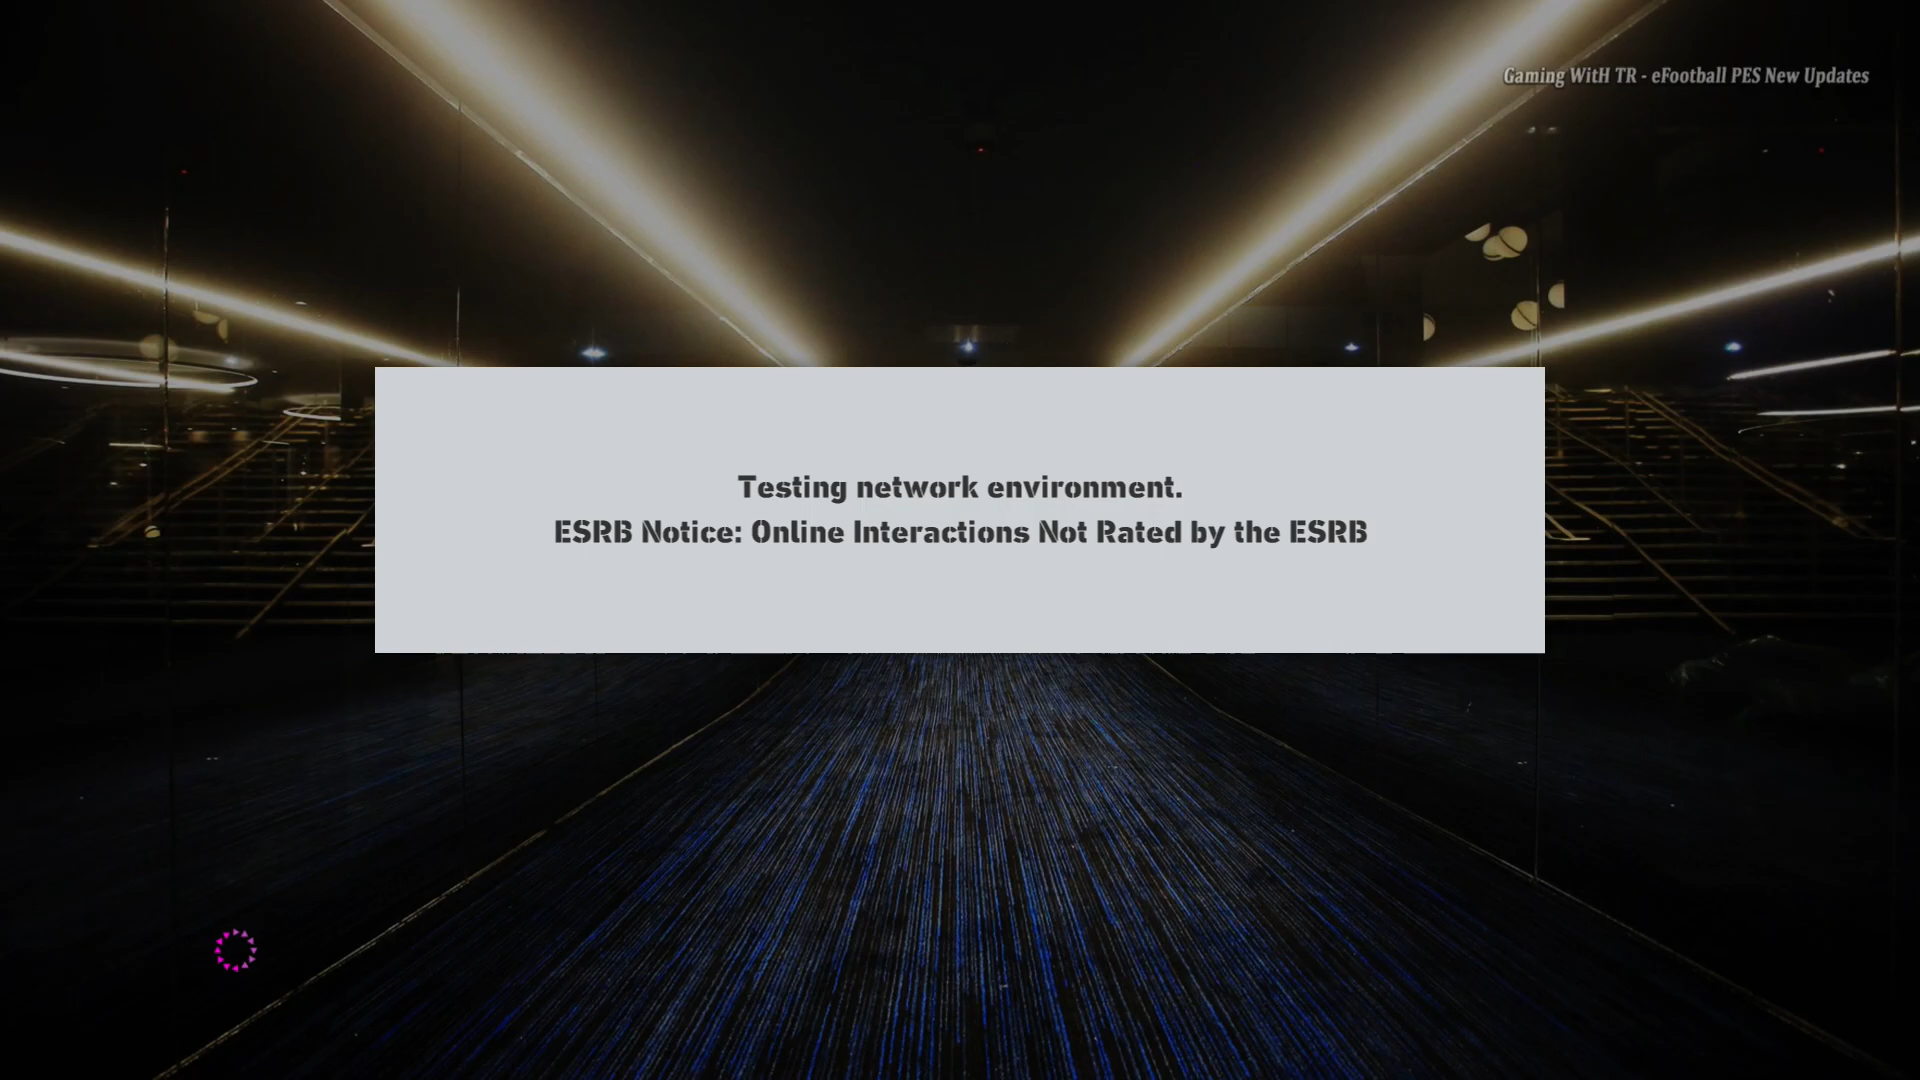 Gaming WitH TR - eFootball PES New Updates
Testing network environment.
ESRB Notice: Online Interactions Not Rated by the ESRB